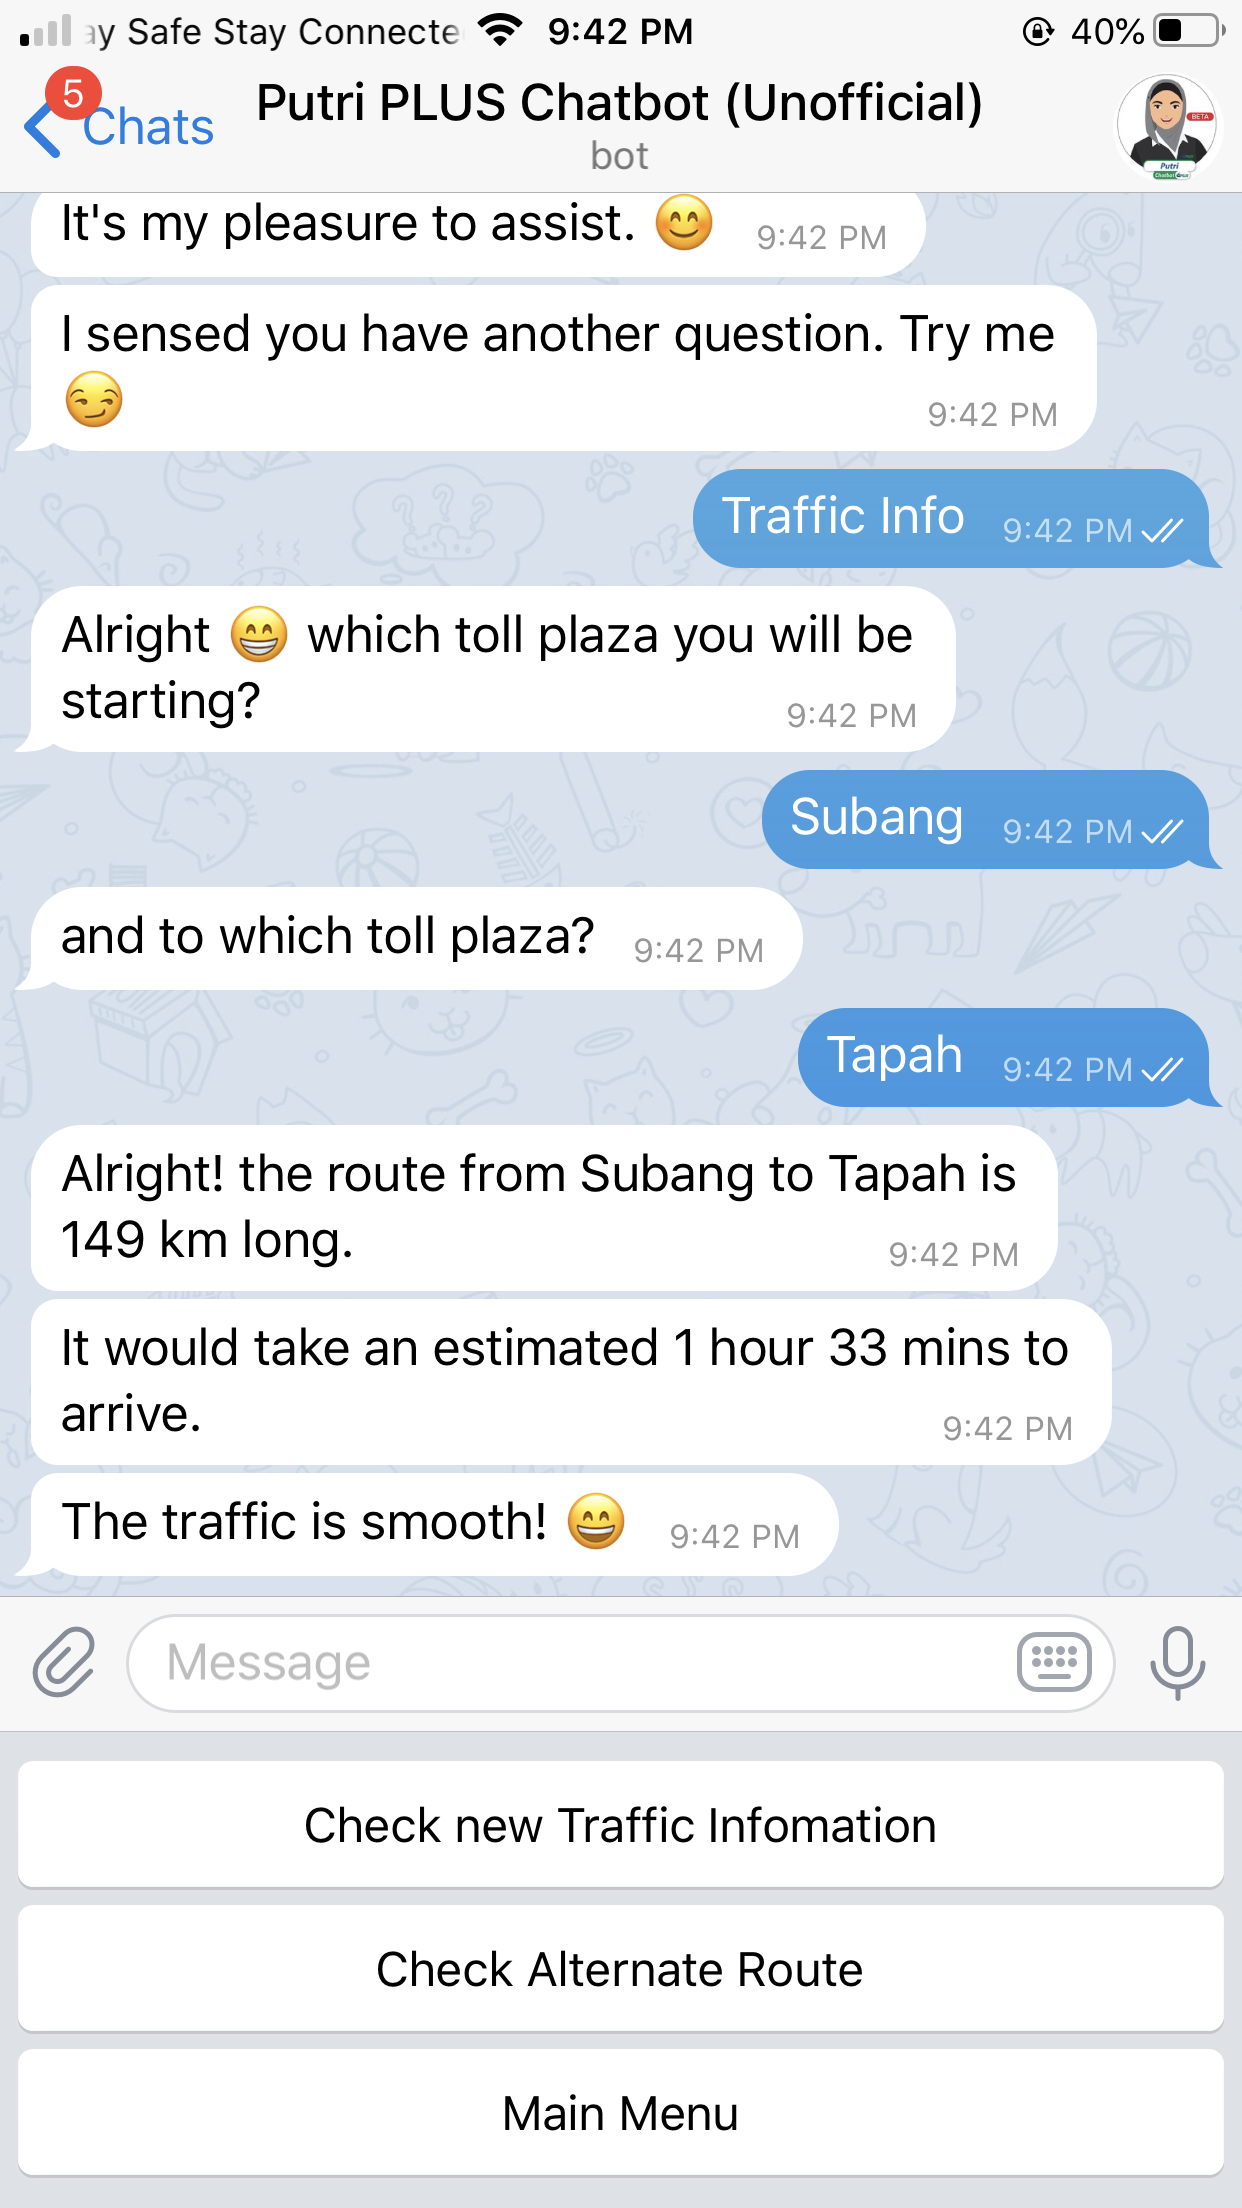 ay Safe Stay Connecte 9:42 PM 40%
5
Chats
Putri PLUS Chatbot (Unofficial)
bot
BETA
Putri
Chatbot PLUS
It's my pleasure to assist. 😊 9:42 PM
I sensed you have another question. Try me
😏 9:42 PM
Traffic Info 9:42 PM
Alright 😁 which toll plaza you will be
starting? 9:42 PM
Subang 9:42 PM
and to which toll plaza? 9:42 PM
Tapah 9:42 PM
Alright! the route from Subang to Tapah is
149 km long. 9:42 PM
It would take an estimated 1 hour 33 mins to
arrive. 9:42 PM
The traffic is smooth! 😄 9:42 PM
Message
Check new Traffic Infomation
Check Alternate Route
Main Menu